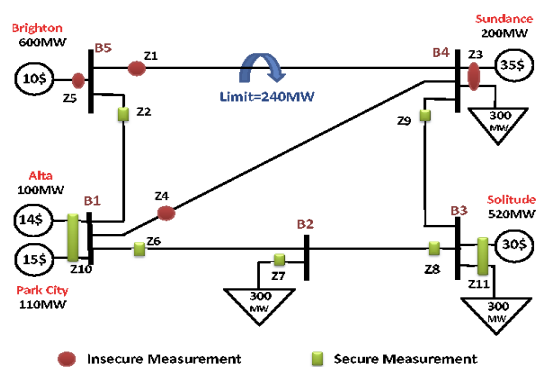 Brighton
600MW
10$
Z5
B5
Z1
Z2
Limit=240MW
Sundance
200MW
B4
Z3
35$
300
MW
Z9
Alta
100MW
14$
15$
Park City
110MW
B1
Z10
Z4
Z6
B2
Z7
300
MW
Z8
B3
Solitude
520MW
30$
Z11
300
MW
Insecure Measurement
Secure Measurement